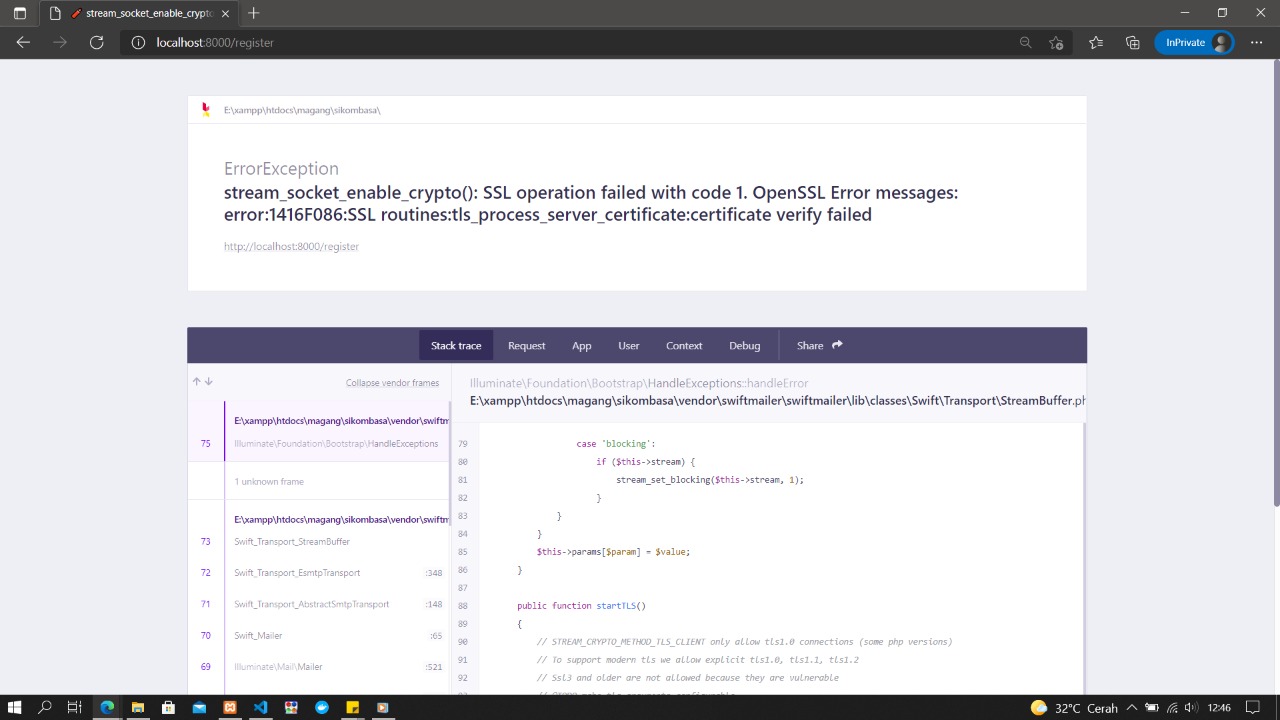 stream_socket_enable_crypto
localhost:8000/register
InPrivate
E:\xampp\htdocs\magang\sikombasa\
ErrorException
stream_socket_enable_crypto(): SSL operation failed with code 1. OpenSSL Error messages:
error:1416F086:SSL routines:tls_process_server_certificate:certificate verify failed
http://localhost:8000/register
Stack trace
Request
App
User
Context
Debug
Share
Collapse vendor frames
E:\xampp\htdocs\magang\sikombasa\vendor\swiftm
75 Illuminate\Foundation\Bootstrap\HandleExceptions
1 unknown frame
E:\xampp\htdocs\magang\sikombasa\vendor\swiftm
73 Swift_Transport_StreamBuffer
72 Swift_Transport_EsmtpTransport :348
71 Swift_Transport_AbstractSmtpTransport :148
70 Swift_Mailer :65
69 Illuminate\Mail\Mailer :521
Illuminate\Foundation\Bootstrap\HandleExceptions::handleError
E:\xampp\htdocs\magang\sikombasa\vendor\swiftmailer\swiftmailer\lib\classes\Swift\Transport\StreamBuffer.ph
79 case 'blocking':
80 if ($this->stream) {
81 stream_set_blocking($this->stream, 1);
82 }
83 }
84 }
85 $this->params[$param] = $value;
86 }
87
88 public function startTLS()
89 {
90 // STREAM_CRYPTO_METHOD_TLS_CLIENT only allow tls1.0 connections (some php versions)
91 // To support modern tls we allow explicit tls1.0, tls1.1, tls1.2
92 // Ssl3 and older are not allowed because they are vulnerable
32°C Cerah
12:46